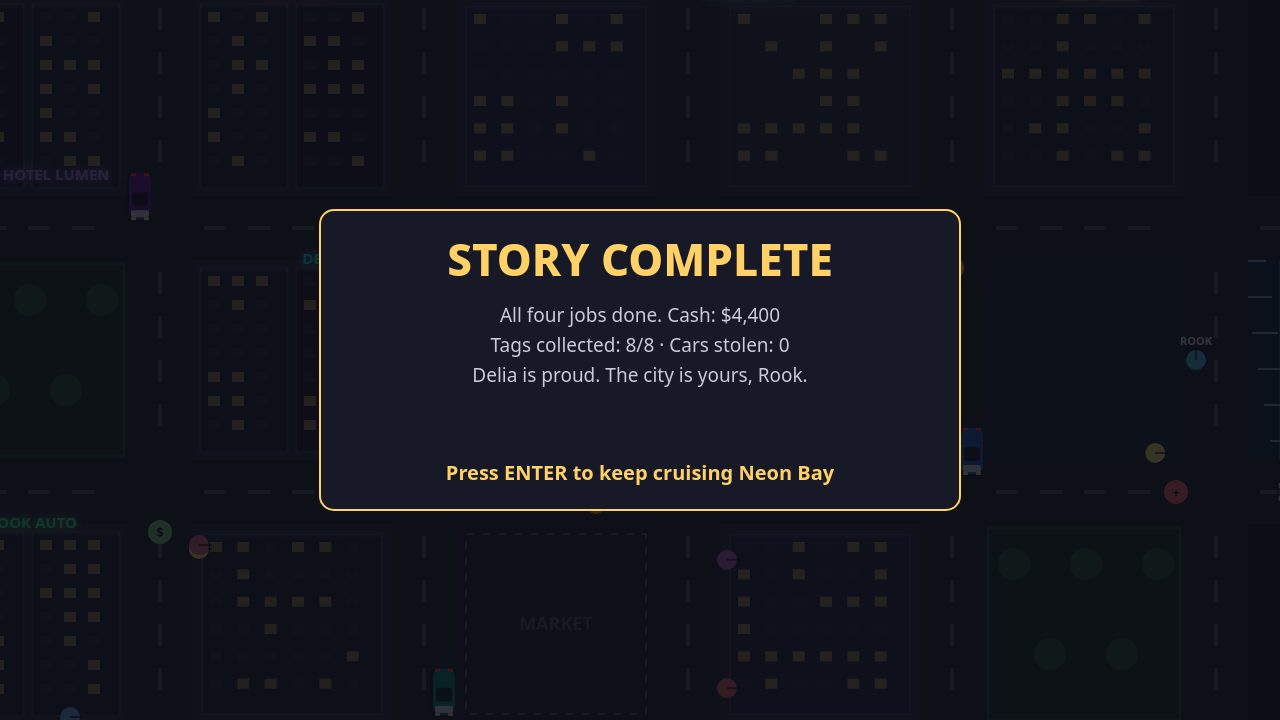 HOTEL LUMEN
STORY COMPLETE
All four jobs done. Cash: $4,400
Tags collected: 8/8 · Cars stolen: 0
Delia is proud. The city is yours, Rook.
ROOK
Press ENTER to keep cruising Neon Bay
+
OOK AUTO
$
MARKET